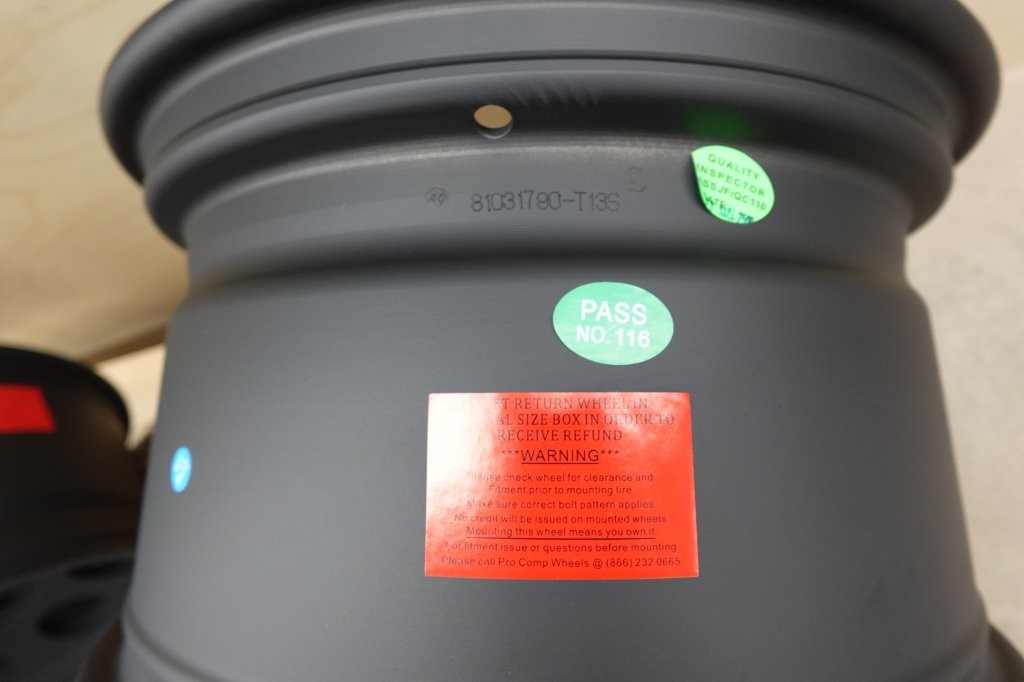 81031790-T13S
QUALITY
INSPECTOR
PASS
NO. 116
RETURN WHEEL IN
SIZE BOX IN ORDER TO
RECEIVE REFUND
***WARNING***
Please check wheel for clearance and
Fitment prior to mounting tire
Make sure correct bolt pattern applies
No credit will be issued on mounted wheels
Mounting this wheel means you own it
For fitment issue or questions before mounting
Please call Pro Comp Wheels @ (866) 232 0665